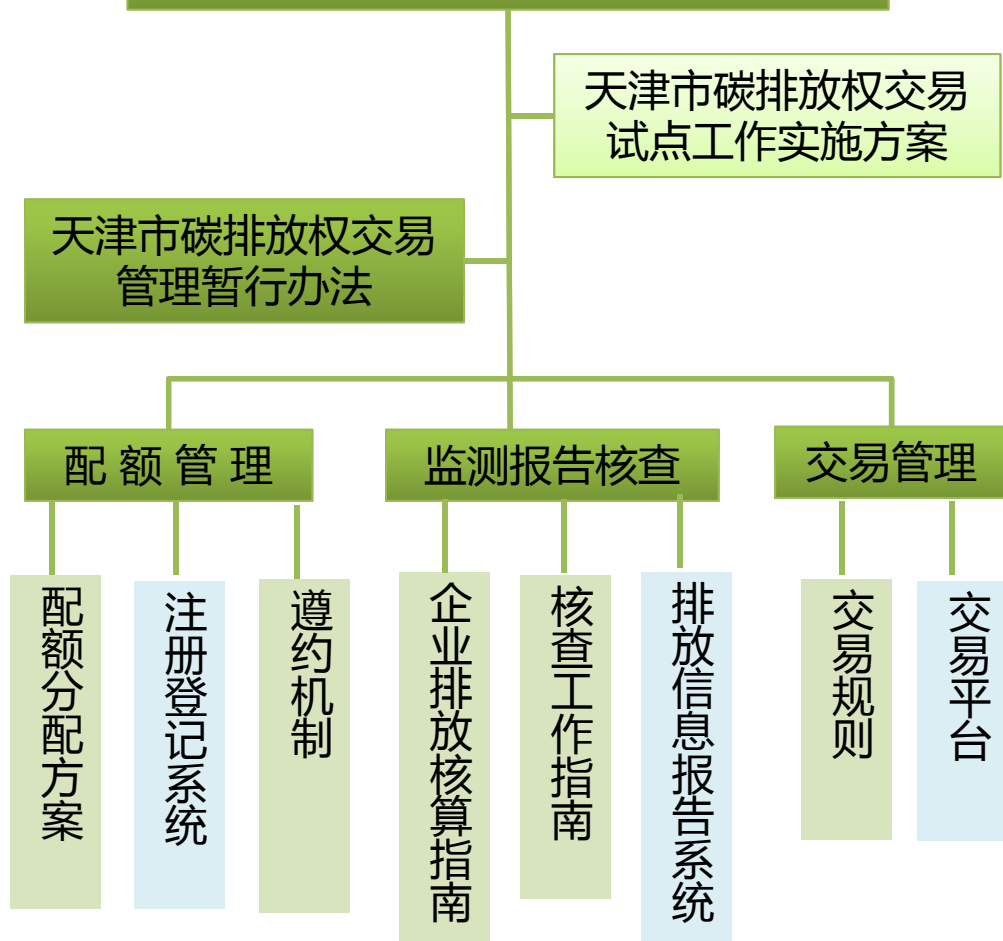 天津市碳排放权交易
试点工作实施方案
天津市碳排放权交易
管理暂行办法
配 额 管 理
监测报告核查
交易管理
配额分配方案
注册登记系统
遵约机制
企业排放核算指南
核查工作指南
排放信息报告系统
交易规则
交易平台